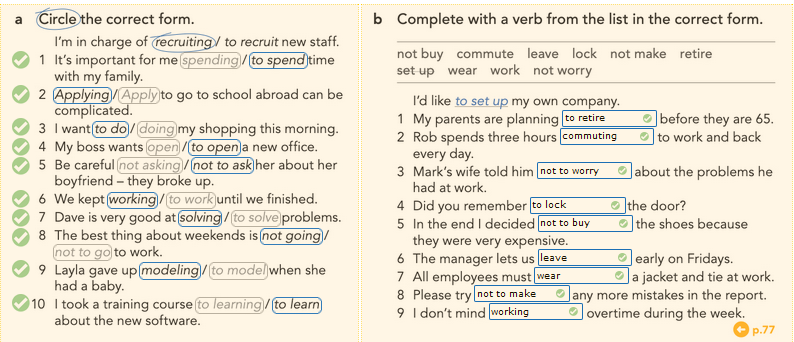 a Circle the correct form.
I'm in charge of recruiting / to recruit new staff.
1 It's important for me spending / to spend time
with my family.
2 Applying / Apply to go to school abroad can be
complicated.
3 I want to do / doing my shopping this morning.
4 My boss wants open / to open a new office.
5 Be careful not asking / not to ask her about her
boyfriend – they broke up.
6 We kept working / to work until we finished.
7 Dave is very good at solving / to solve problems.
8 The best thing about weekends is not going /
not to go to work.
9 Layla gave up modeling / to model when she
had a baby.
10 I took a training course to learning / to learn
about the new software.
b Complete with a verb from the list in the correct form.
not buy commute leave lock not make retire
set up wear work not worry
I'd like to set up my own company.
1 My parents are planning to retire before they are 65.
2 Rob spends three hours commuting to work and back
every day.
3 Mark's wife told him not to worry about the problems he
had at work.
4 Did you remember to lock the door?
5 In the end I decided not to buy the shoes because
they were very expensive.
6 The manager lets us leave early on Fridays.
7 All employees must wear a jacket and tie at work.
8 Please try not to make any more mistakes in the report.
9 I don't mind working overtime during the week.
p.77